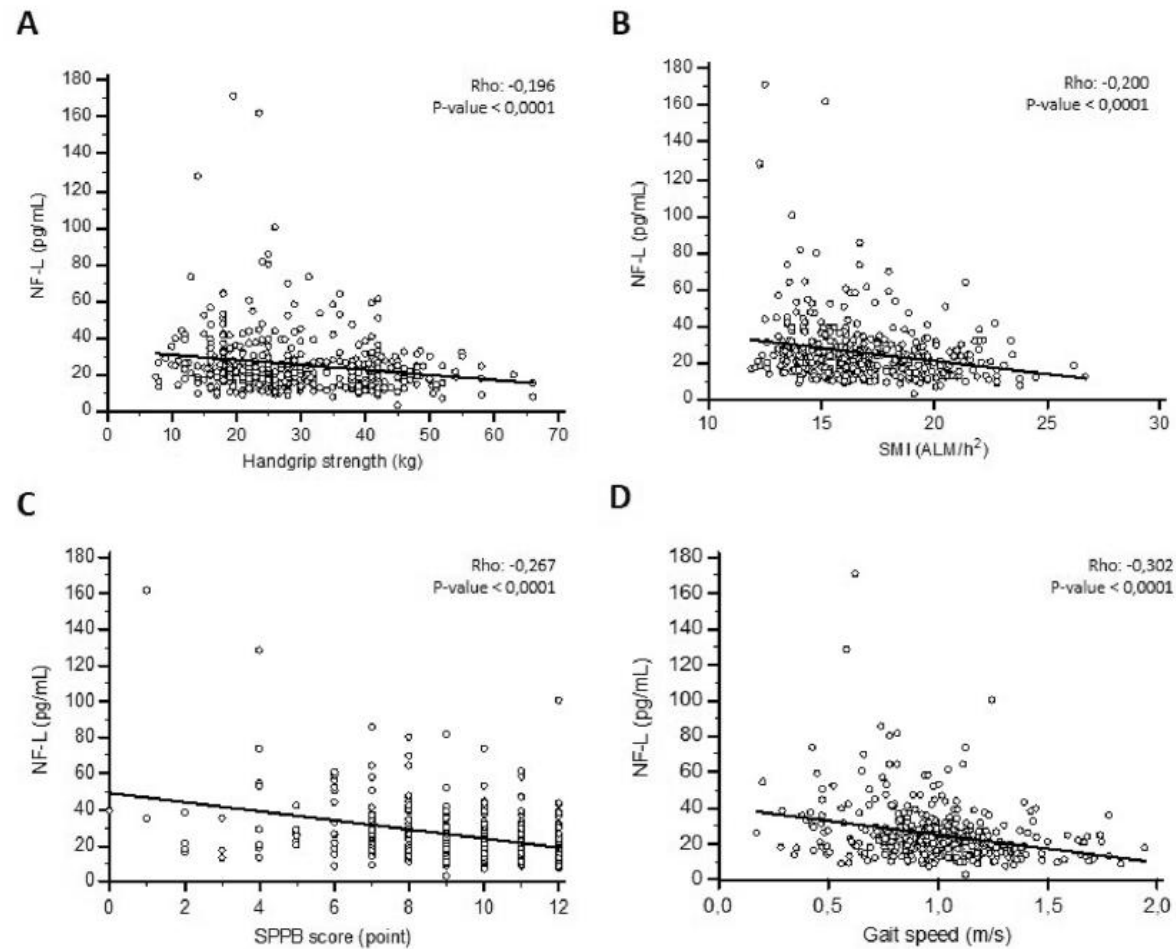 A
Rho: -0,196
P-value < 0,0001
180
160
140
120
100
80
60
40
20
0
NF-L (pg/mL)
0 10 20 30 40 50 60 70
Handgrip strength (kg)
B
Rho: -0,200
P-value < 0,0001
180
160
140
120
100
80
60
40
20
0
NF-L (pg/mL)
10 15 20 25 30
SMI (ALM/h²)
C
Rho: -0,267
P-value < 0,0001
180
160
140
120
100
80
60
40
20
0
NF-L (pg/mL)
0 2 4 6 8 10 12
SPPB score (point)
D
Rho: -0,302
P-value < 0,0001
180
160
140
120
100
80
60
40
20
0
NF-L (pg/mL)
0,0 0,5 1,0 1,5 2,0
Gait speed (m/s)